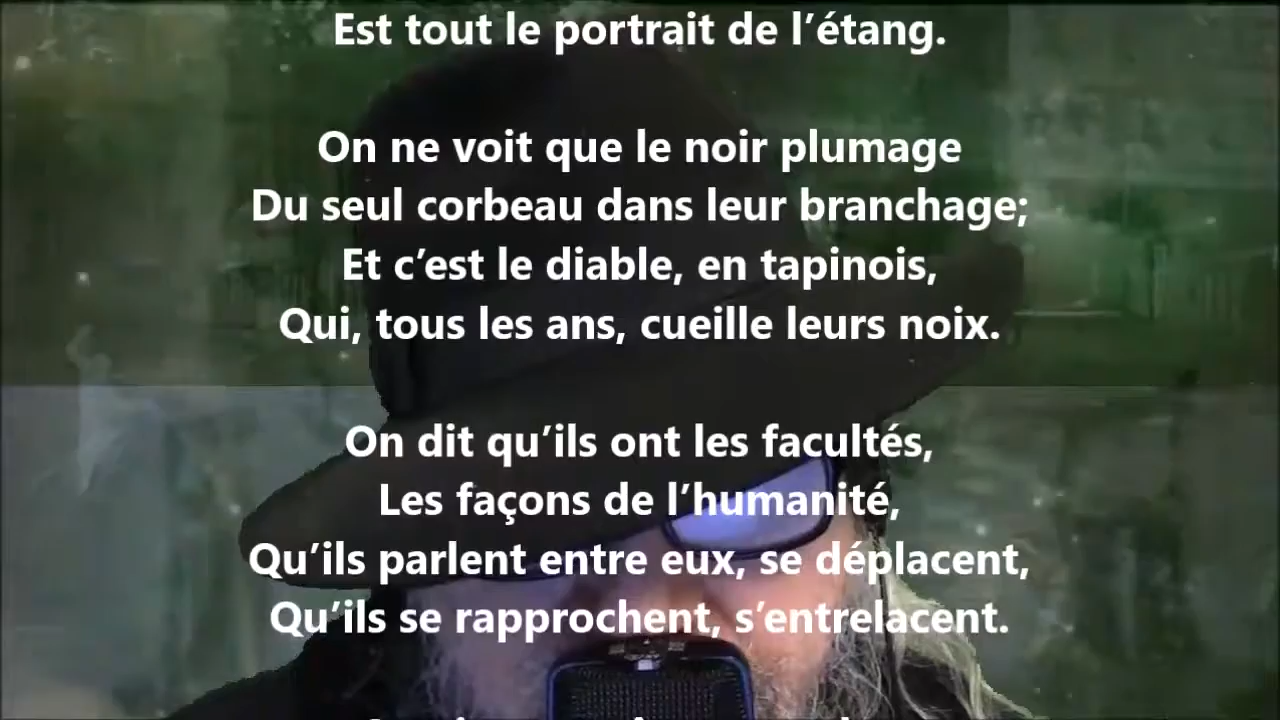 Est tout le portrait de l’étang.
On ne voit que le noir plumage
Du seul corbeau dans leur branchage;
Et c’est le diable, en tapinois,
Qui, tous les ans, cueille leurs noix.
On dit qu’ils ont les facultés,
Les façons de l’humanité,
Qu’ils parlent entre eux, se déplacent,
Qu’ils se rapprochent, s’entrelacent.